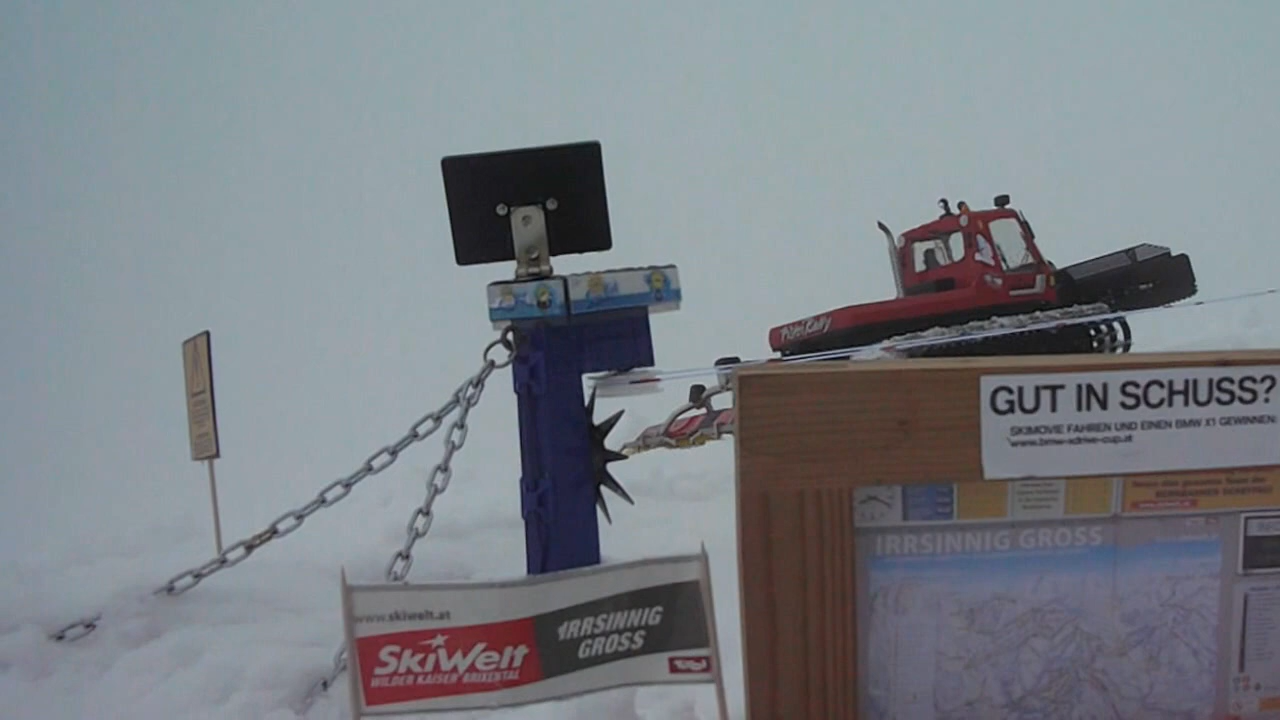 PistenBully
GUT IN SCHUSS?
SKIMOVIE FAHREN UND EINEN BMW X1 GEWINNEN:
www.bmw-xdrive-cup.at
IRRSINNIG GROSS
www.skiwelt.at
SkiWelt
WILDER KAISER BRIXENTAL
IRRSINNIG
GROSS
Tirol